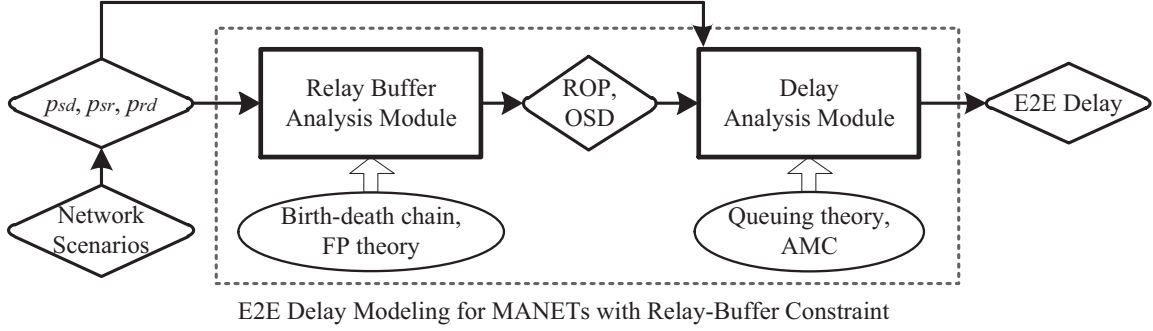 psd, psr, prd
Relay Buffer
Analysis Module
ROP,
OSD
Delay
Analysis Module
E2E Delay
Network
Scenarios
Birth-death chain,
FP theory
Queuing theory,
AMC
E2E Delay Modeling for MANETs with Relay-Buffer Constraint